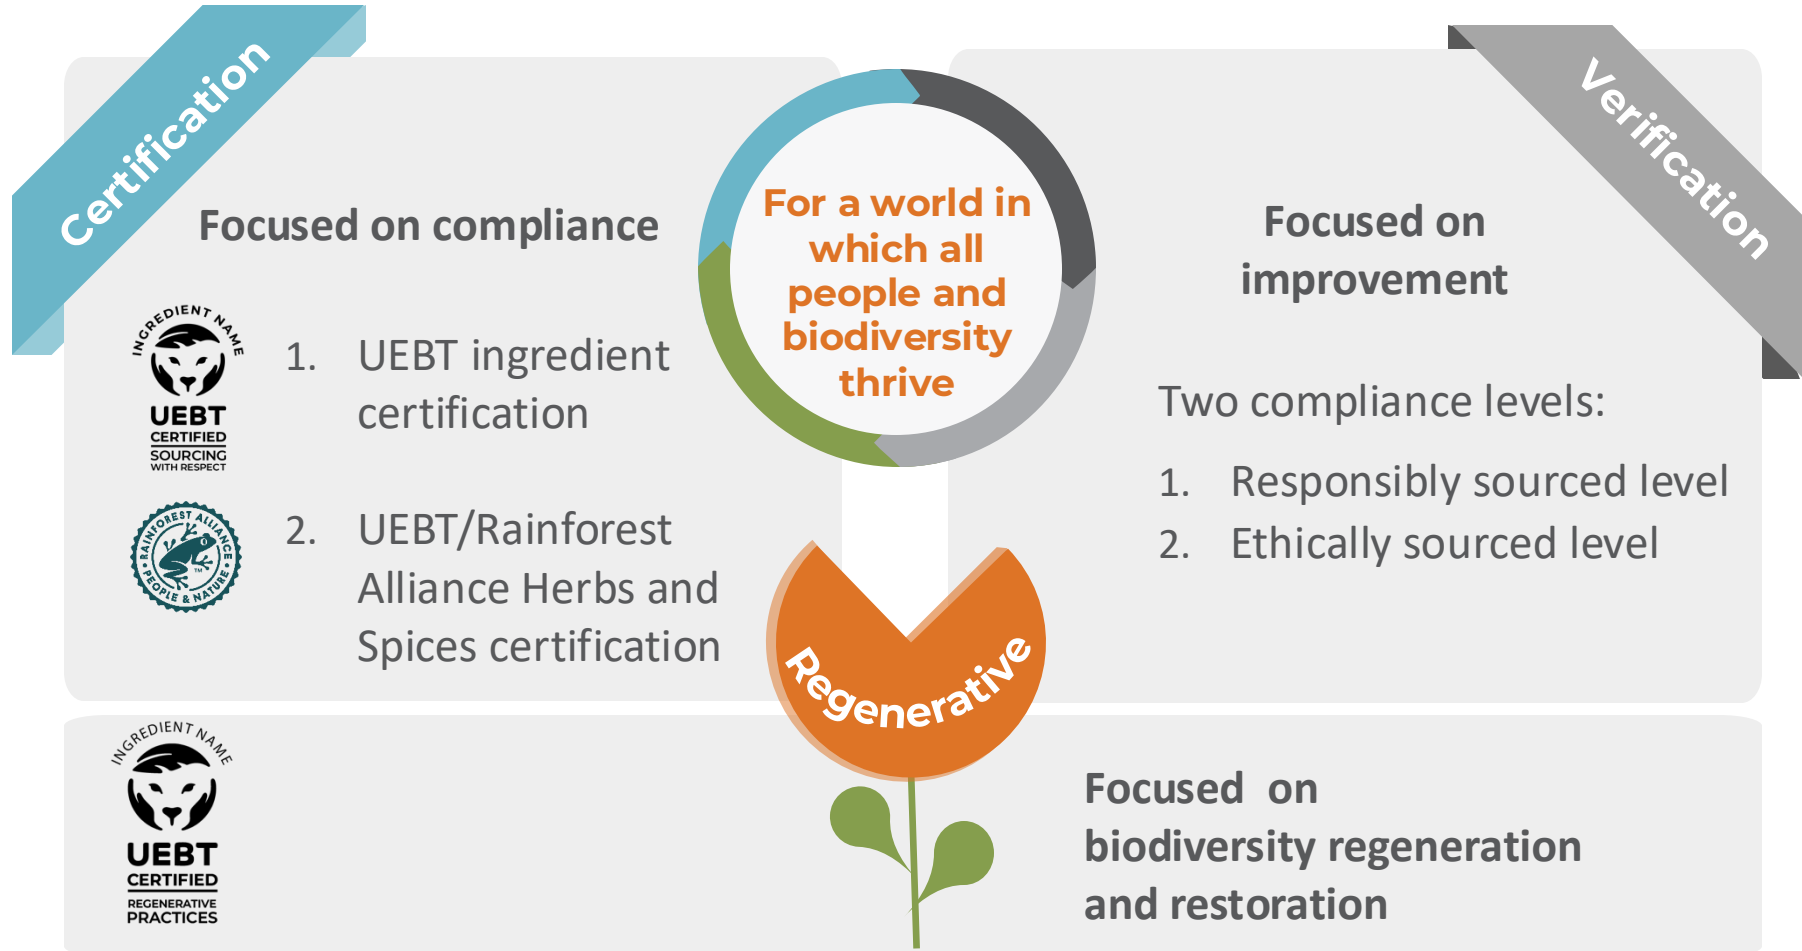 Certification
Focused on compliance
INGREDIENT NAME
UEBT
CERTIFIED
SOURCING
WITH RESPECT
1. UEBT ingredient
certification
RAINFOREST ALLIANCE
PEOPLE & NATURE
TM
2. UEBT/Rainforest
Alliance Herbs and
Spices certification
For a world in
which all
people and
biodiversity
thrive
Verification
Focused on
improvement
Two compliance levels:
1. Responsibly sourced level
2. Ethically sourced level
Regenerative
INGREDIENT NAME
UEBT
CERTIFIED
REGENERATIVE
PRACTICES
Focused on
biodiversity regeneration
and restoration